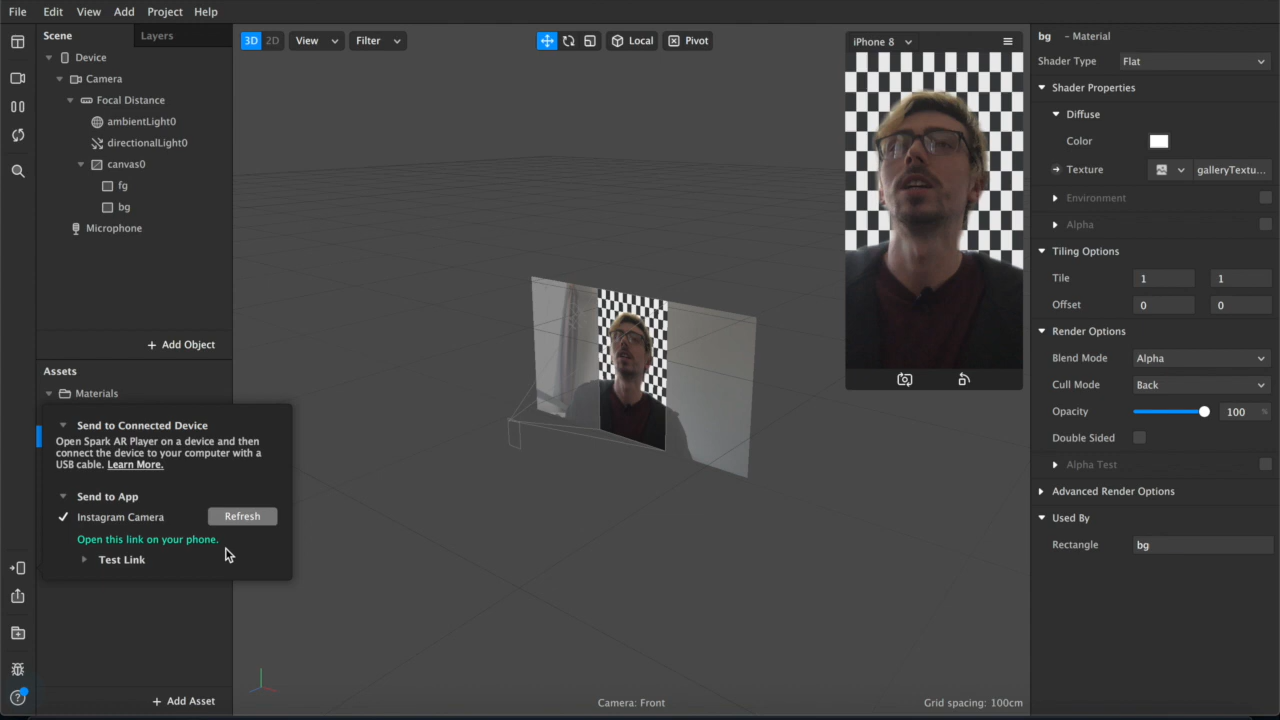 File Edit View Add Project Help
Scene Layers
Device
Camera
Focal Distance
ambientLight0
directionalLight0
canvas0
fg
bg
Microphone
+ Add Object
Assets
Materials
Send to Connected Device
Open Spark AR Player on a device and then
connect the device to your computer with a
USB cable. Learn More.
Send to App
Instagram Camera Refresh
Open this link on your phone.
Test Link
+ Add Asset
3D 2D View Filter Local Pivot
iPhone 8
Camera: Front Grid spacing: 100cm
bg - Material
Shader Type Flat
Shader Properties
Diffuse
Color
Texture galleryTextu...
Environment
Alpha
Tiling Options
Tile 1 1
Offset 0 0
Render Options
Blend Mode Alpha
Cull Mode Back
Opacity 100 %
Double Sided
Alpha Test
Advanced Render Options
Used By
Rectangle bg